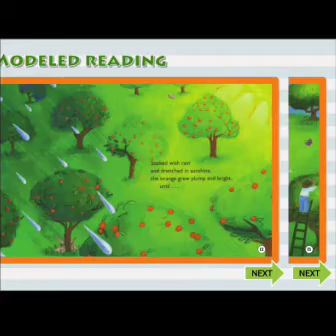 MODELED READING
Soaked with rain
and drenched in sunshine,
the orange grew plump and bright,
until . . . .
NEXT
NEXT